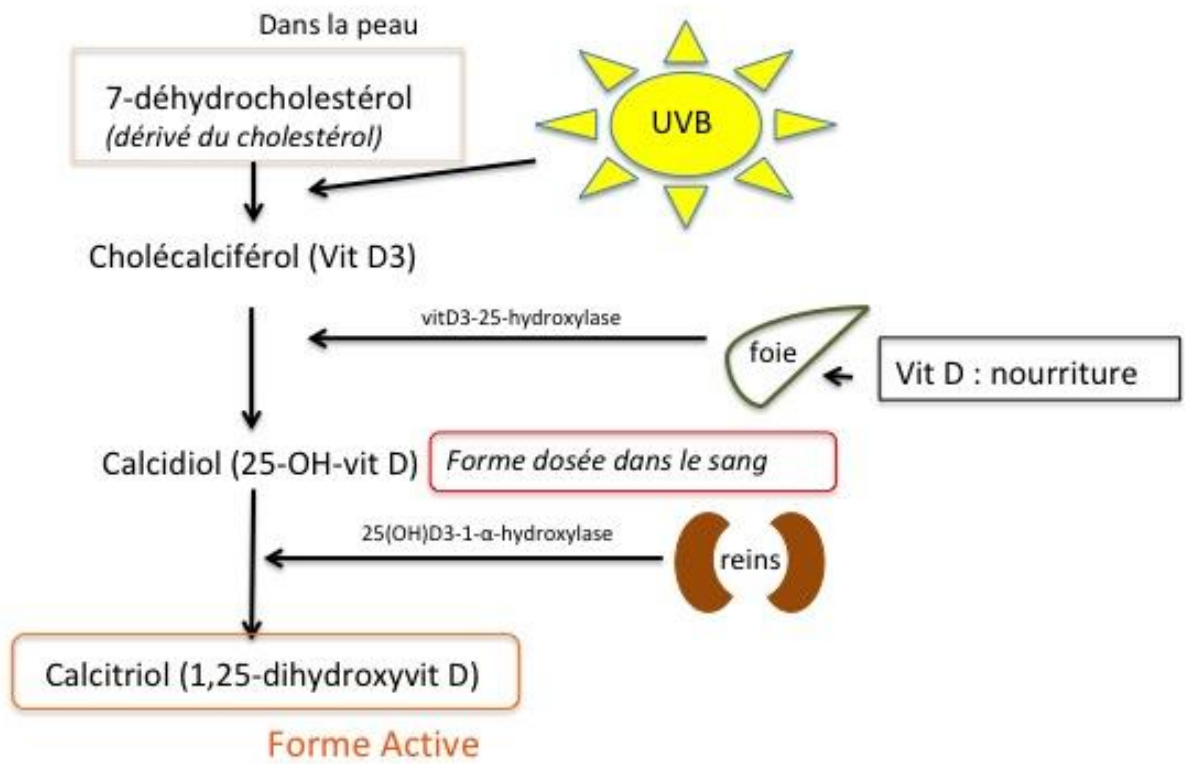 Dans la peau
7-déhydrocholestérol
(dérivé du cholestérol)
UVB
Cholécalciférol (Vit D3)
vitD3-25-hydroxylase
foie
Vit D : nourriture
Calcidiol (25-OH-vit D)
Forme dosée dans le sang
25(OH)D3-1-α-hydroxylase
reins
Calcitriol (1,25-dihydroxyvit D)
Forme Active